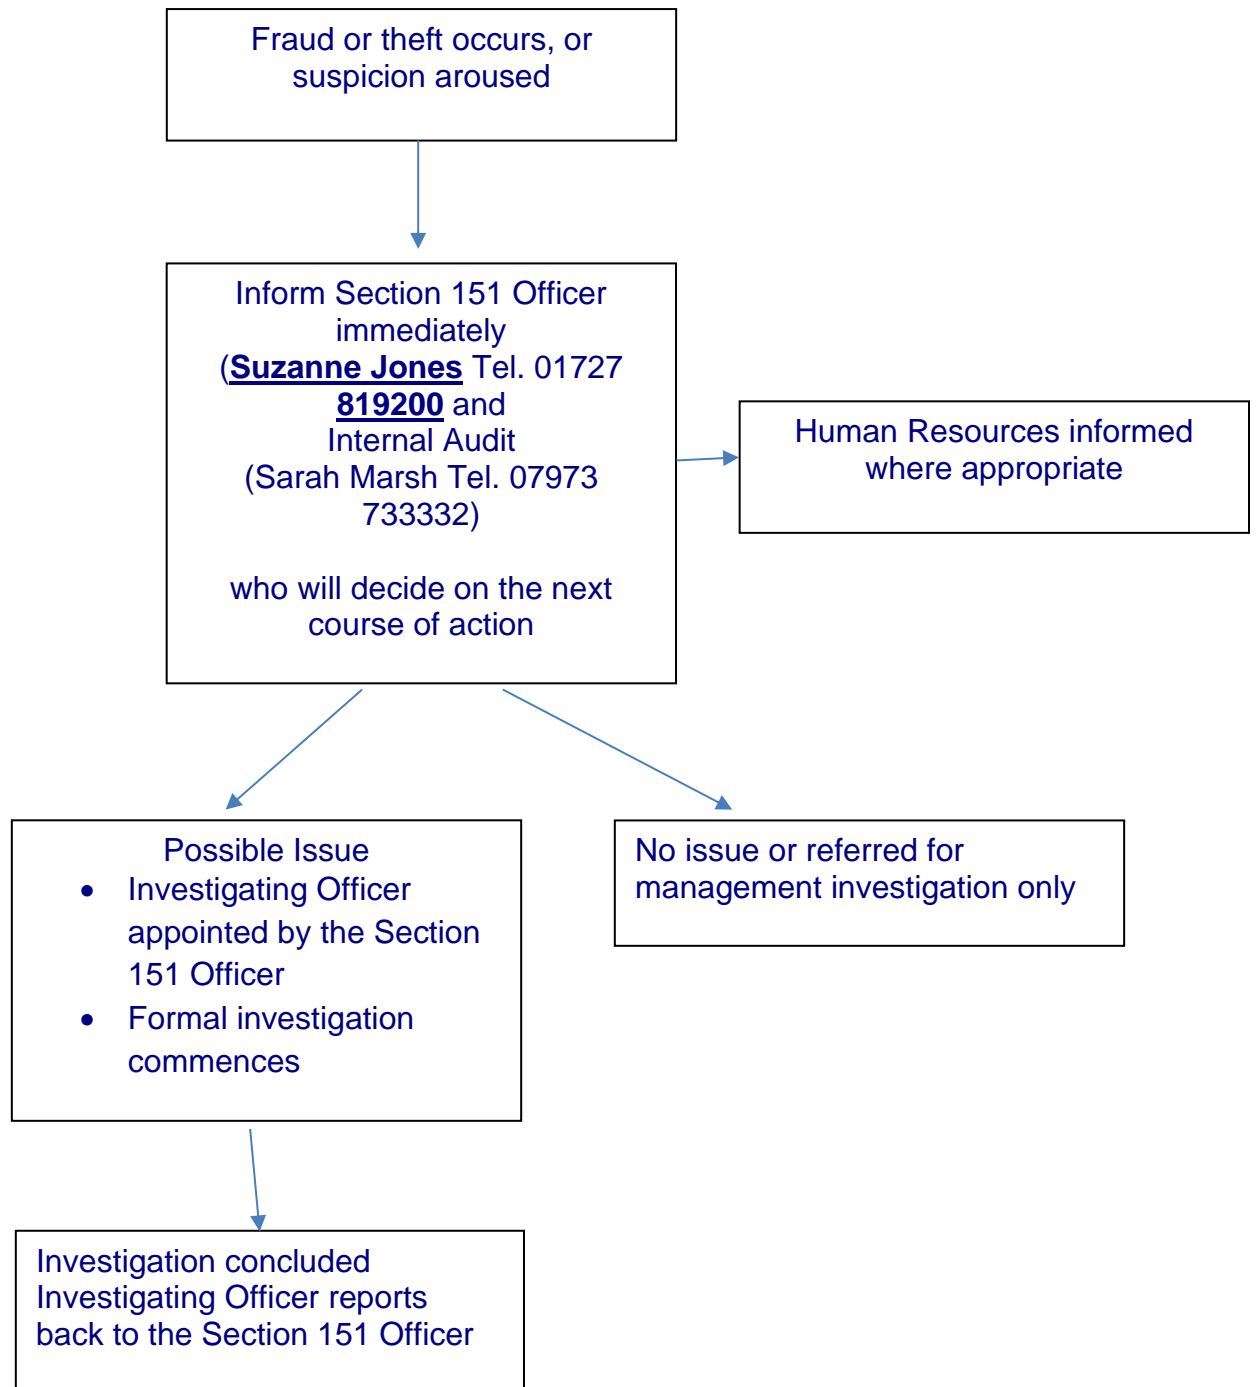 Fraud or theft occurs, or
suspicion aroused
Inform Section 151 Officer
immediately
(Suzanne Jones Tel. 01727
819200 and
Internal Audit
(Sarah Marsh Tel. 07973
733332)
who will decide on the next
course of action
Human Resources informed
where appropriate
Possible Issue
• Investigating Officer
appointed by the Section
151 Officer
• Formal investigation
commences
No issue or referred for
management investigation only
Investigation concluded
Investigating Officer reports
back to the Section 151 Officer